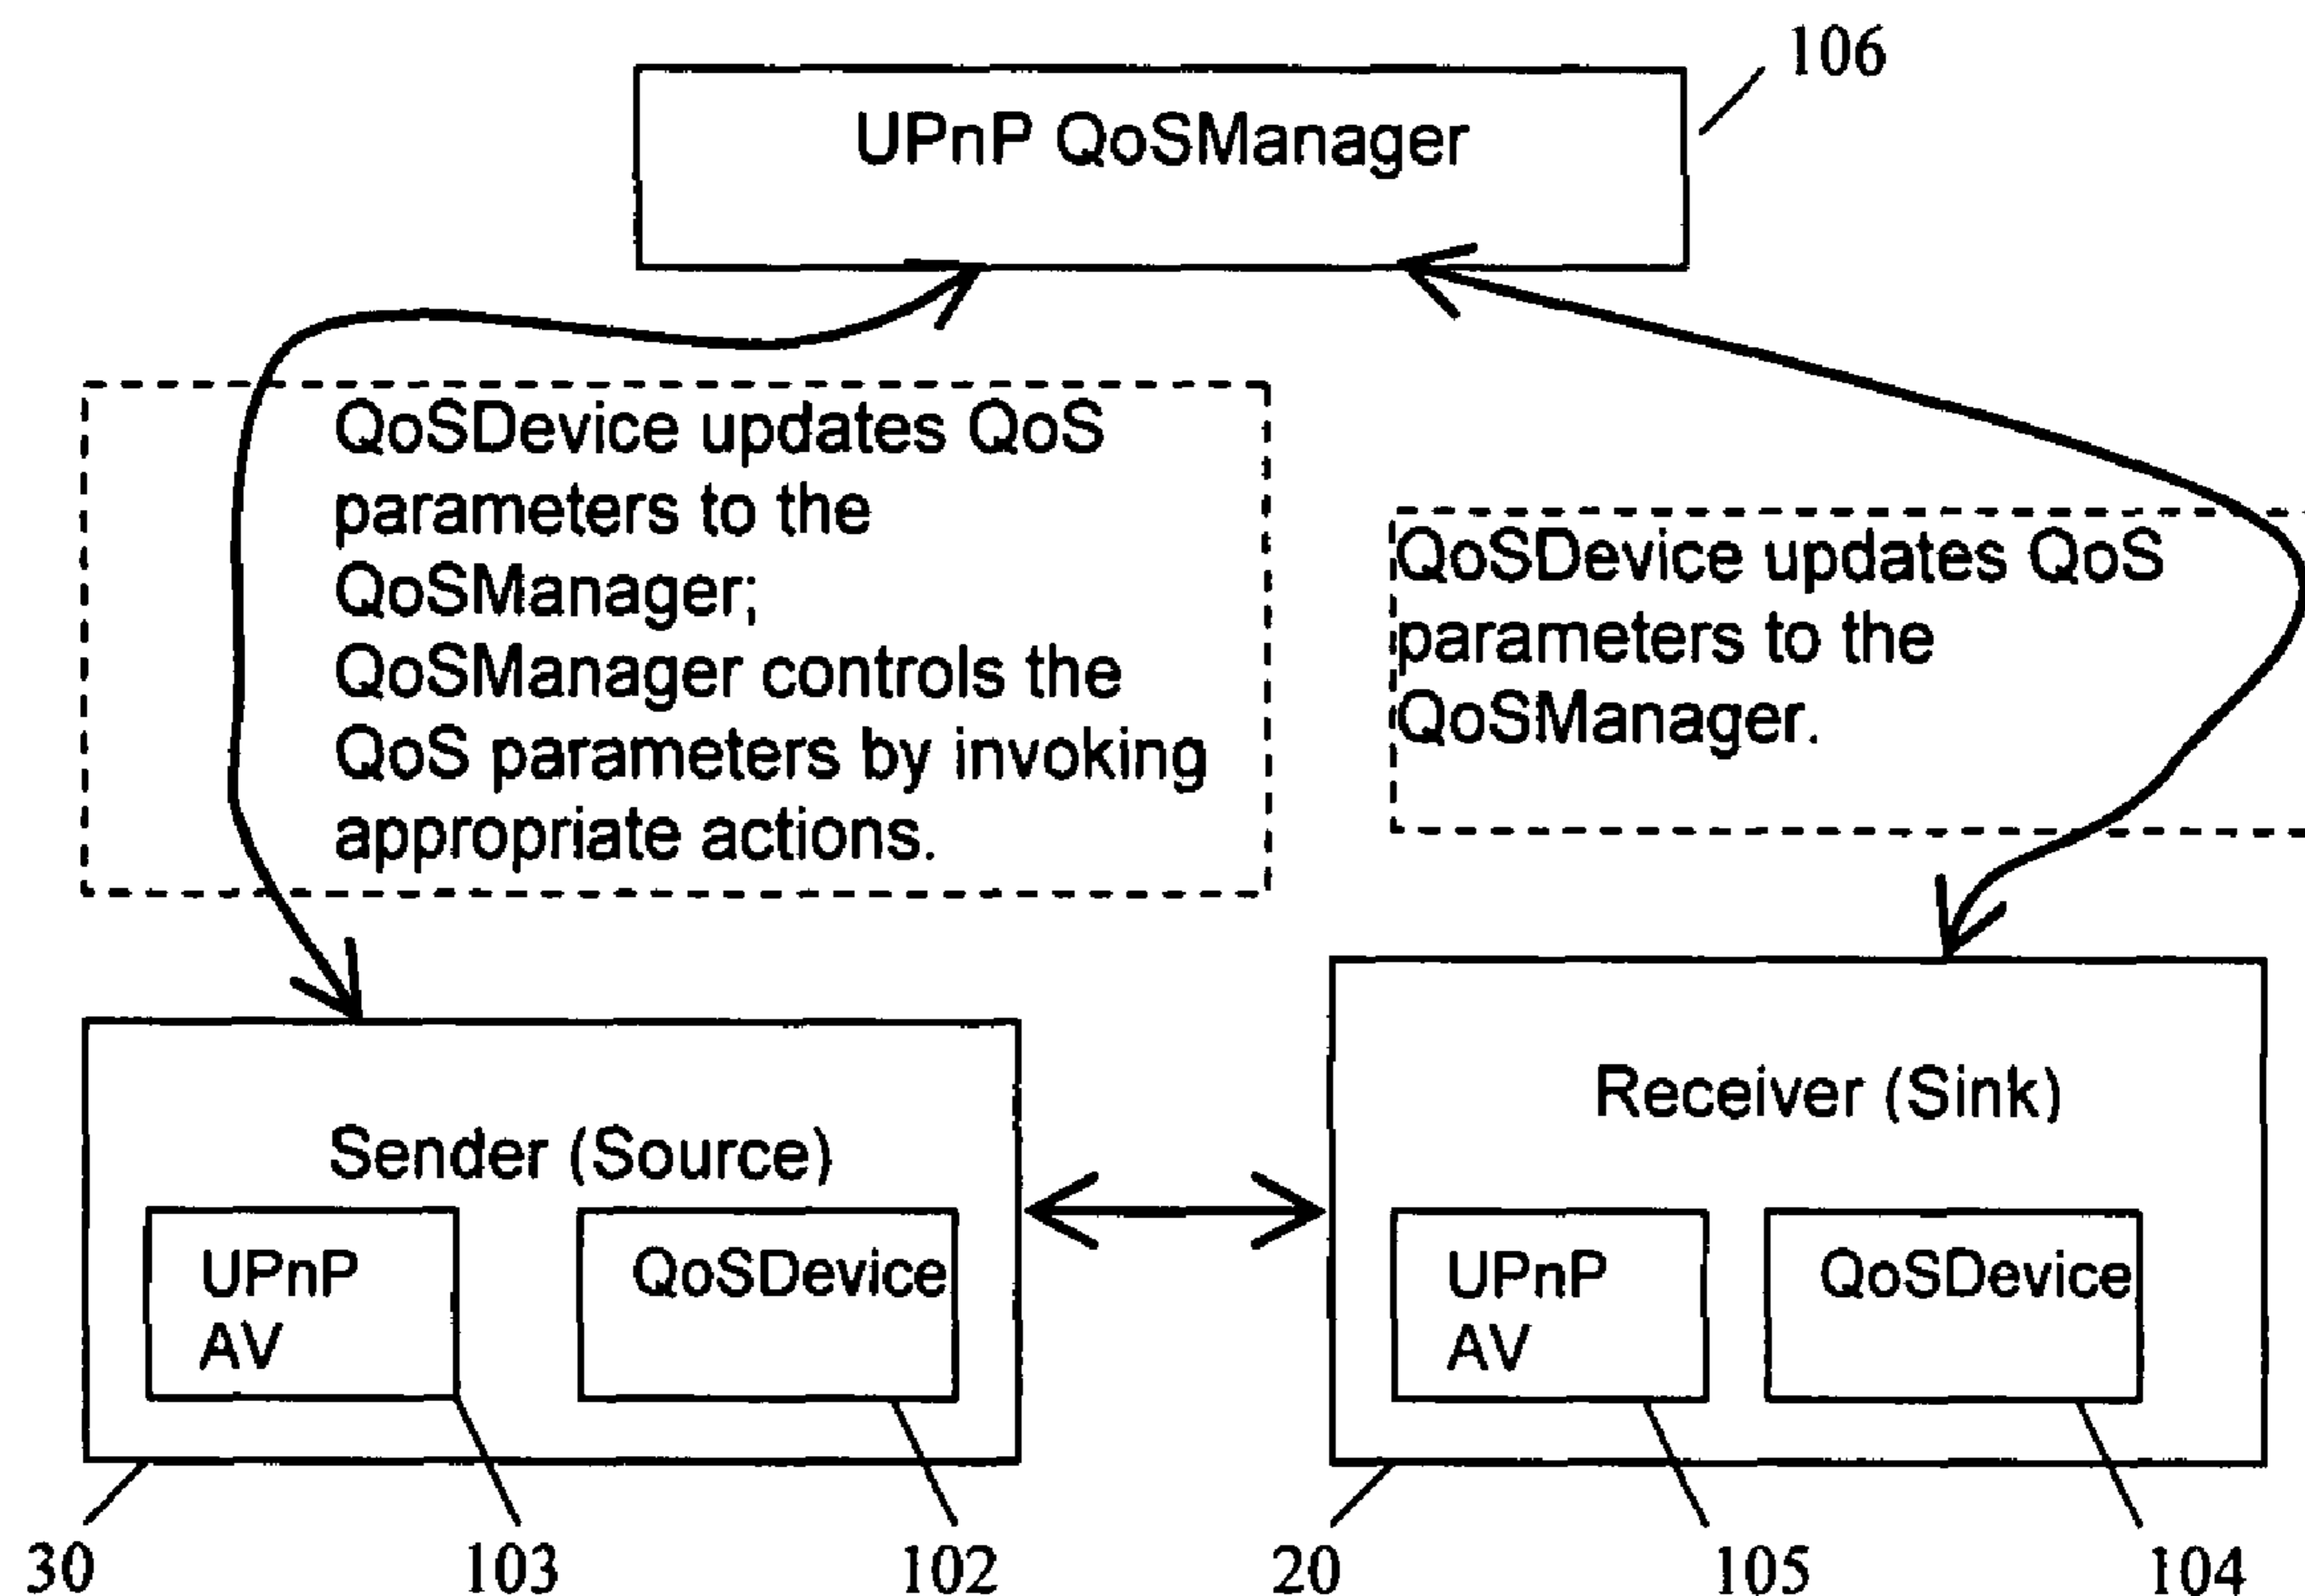 106
UPnP QoSManager
QoSDevice updates QoS
parameters to the
QoSManager;
QoSManager controls the
QoS parameters by invoking
appropriate actions.
QoSDevice updates QoS
parameters to the
QoSManager.
Sender (Source)
UPnP
AV
QoSDevice
Receiver (Sink)
UPnP
AV
QoSDevice
30
103
102
20
105
104